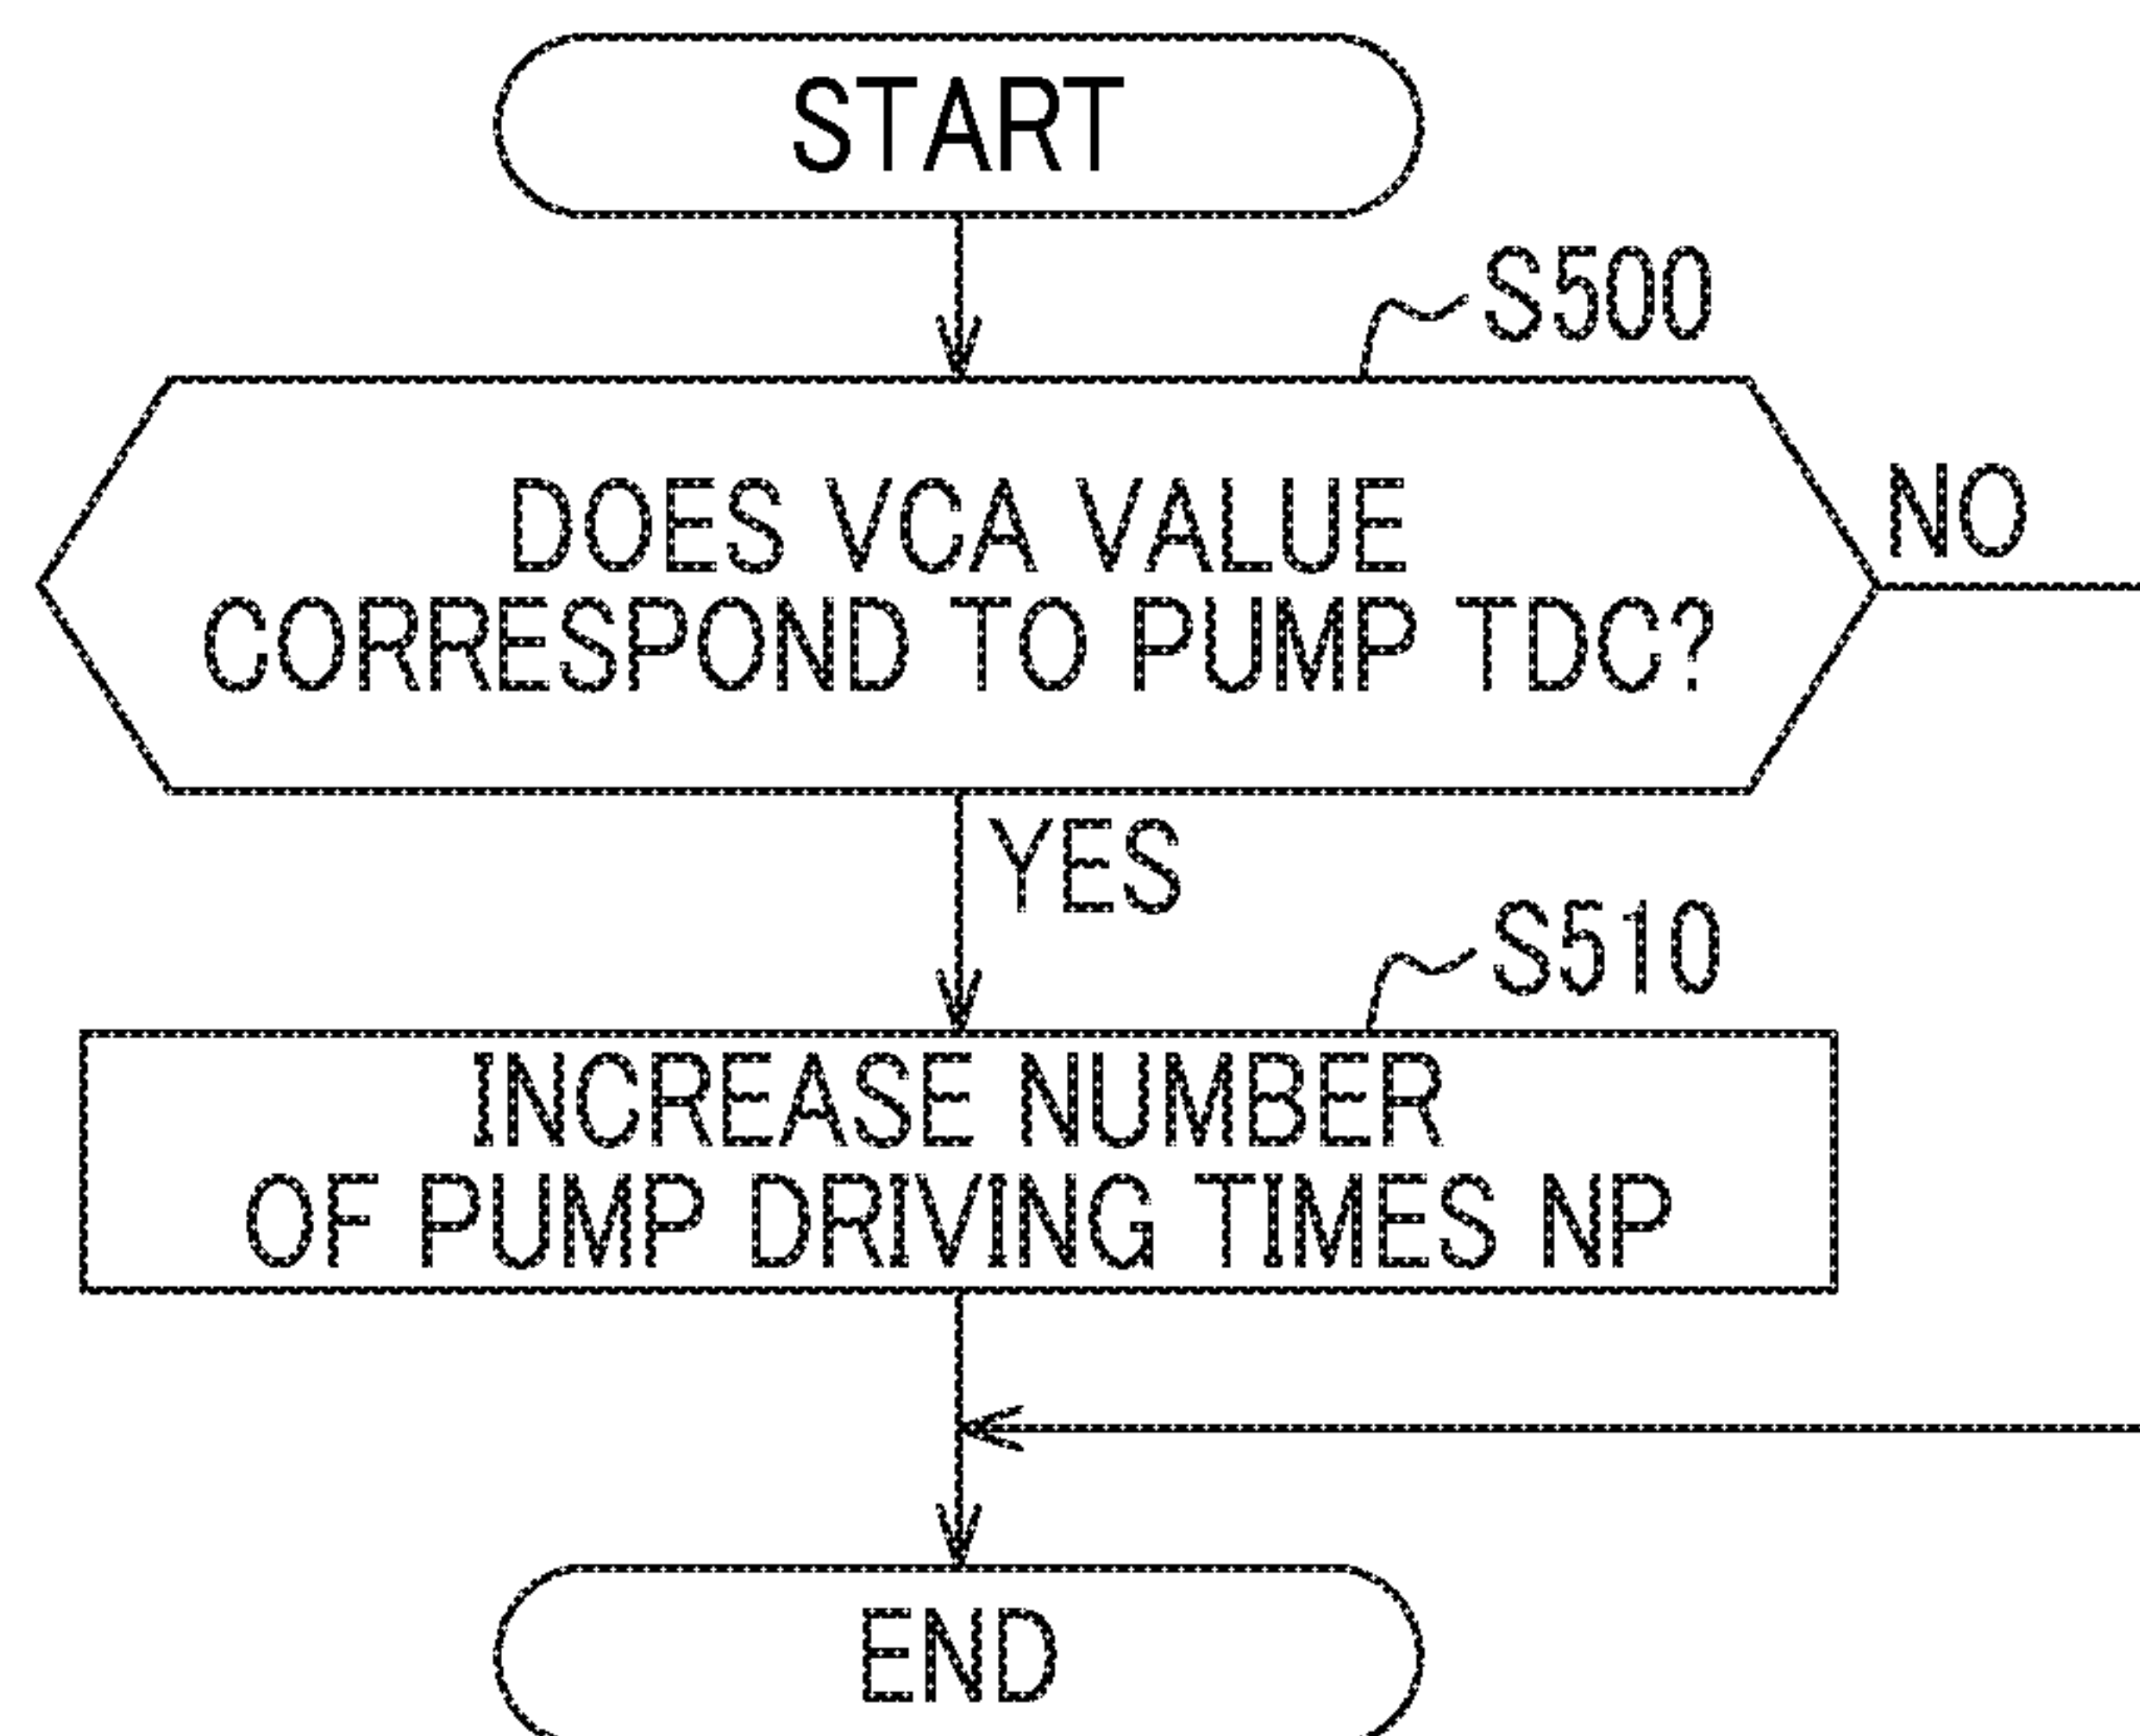 START
S500
DOES VCA VALUE
CORRESPOND TO PUMP TDC?
NO
YES
S510
INCREASE NUMBER
OF PUMP DRIVING TIMES NP
END